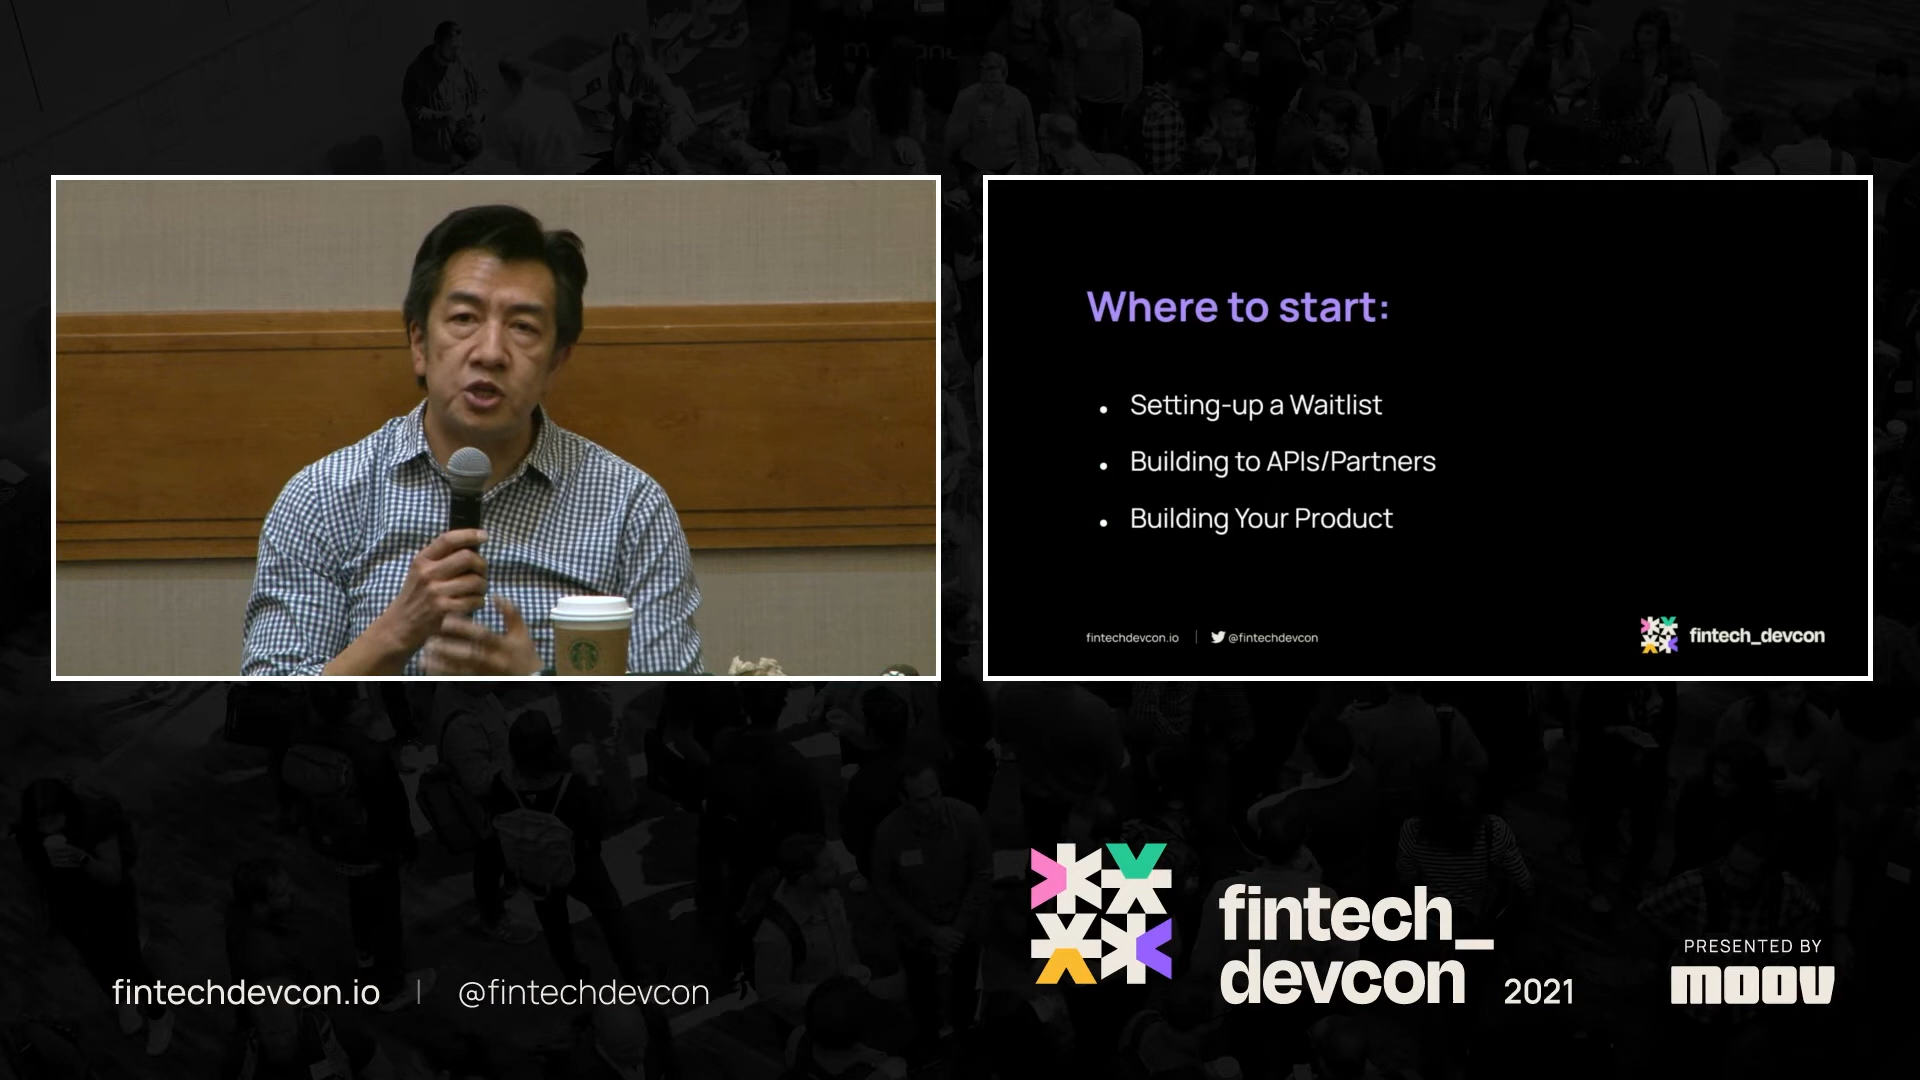 Where to start:
• Setting-up a Waitlist
• Building to APIs/Partners
• Building Your Product
fintechdevcon.io | @fintechdevcon
fintech_devcon
fintechdevcon.io | @fintechdevcon
fintech_
devcon 2021
PRESENTED BY
moov